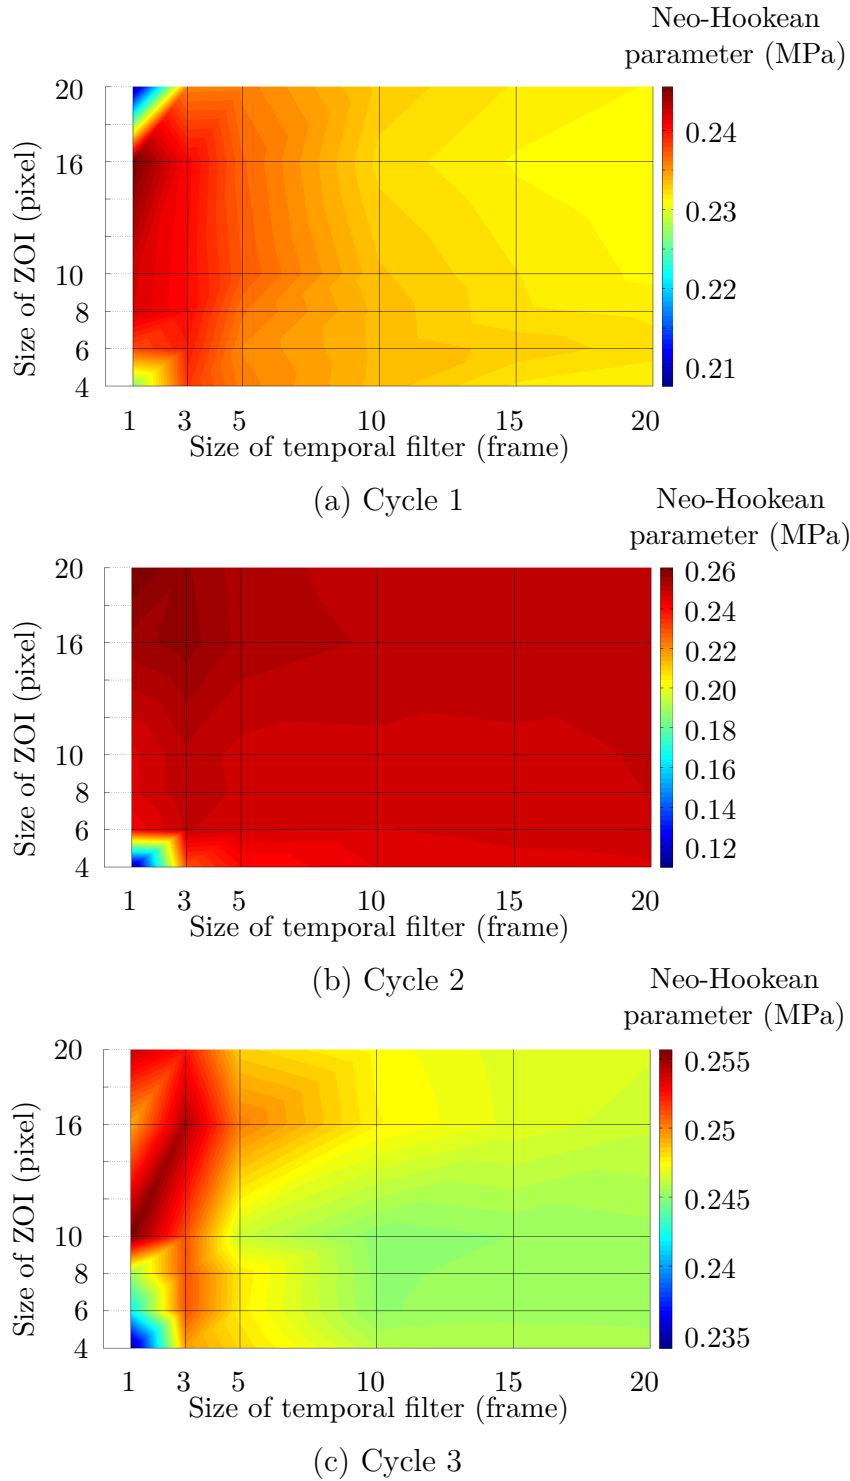 Neo-Hookean
parameter (MPa)
20
16
10
8
6
4
Size of ZOI (pixel)
0.24
0.23
0.22
0.21
1 3 5 10 15 20
Size of temporal filter (frame)
(a) Cycle 1
Neo-Hookean
parameter (MPa)
20
16
10
8
6
4
Size of ZOI (pixel)
0.26
0.24
0.22
0.20
0.18
0.16
0.14
0.12
1 3 5 10 15 20
Size of temporal filter (frame)
(b) Cycle 2
Neo-Hookean
parameter (MPa)
20
16
10
8
6
4
Size of ZOI (pixel)
0.255
0.25
0.245
0.24
0.235
1 3 5 10 15 20
Size of temporal filter (frame)
(c) Cycle 3